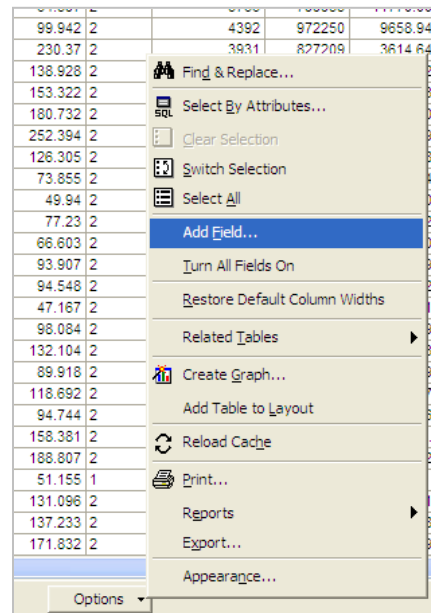 99.942 2 4392 972250 9658.94
230.37 2 3931 827209 3614.64
138.928 2 Find & Replace...
153.322 2
180.732 2 SQL Select By Attributes...
252.394 2 Clear Selection
126.305 2
73.855 2 Switch Selection
49.94 2 Select All
77.23 2 Add Field...
66.603 2
93.907 2 Turn All Fields On
94.548 2
47.167 2 Restore Default Column Widths
98.084 2
132.104 2 Related Tables
89.918 2 Create Graph...
118.692 2
94.744 2 Add Table to Layout
158.381 2 Reload Cache
188.807 2
51.155 1 Print...
131.096 2 Reports
137.233 2
171.832 2 Export...
Appearance...
Options